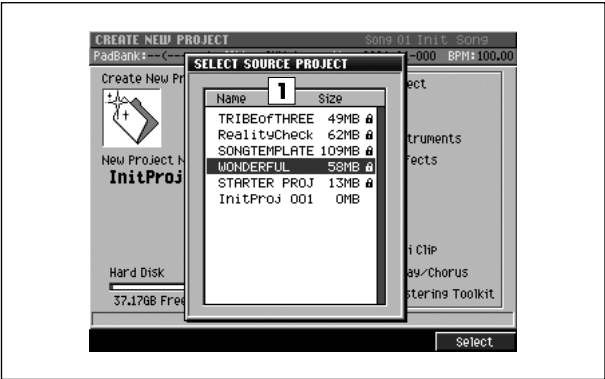 CREATE NEW PROJECT Song 01 Init Song
PadBank:--(--- -000 BPM:100.00
SELECT SOURCE PROJECT
Create New Pr ect
1
Name Size
TRIBEofTHREE 49MB
RealityCheck 62MB
truments
SONGTEMPLATE 109MB
New Project N fects
WONDERFUL 58MB
InitProj
STARTER PROJ 13MB
InitProj 001 0MB
i Clip
Hard Disk ay/Chorus
37.17GB Free stering Toolkit
Select